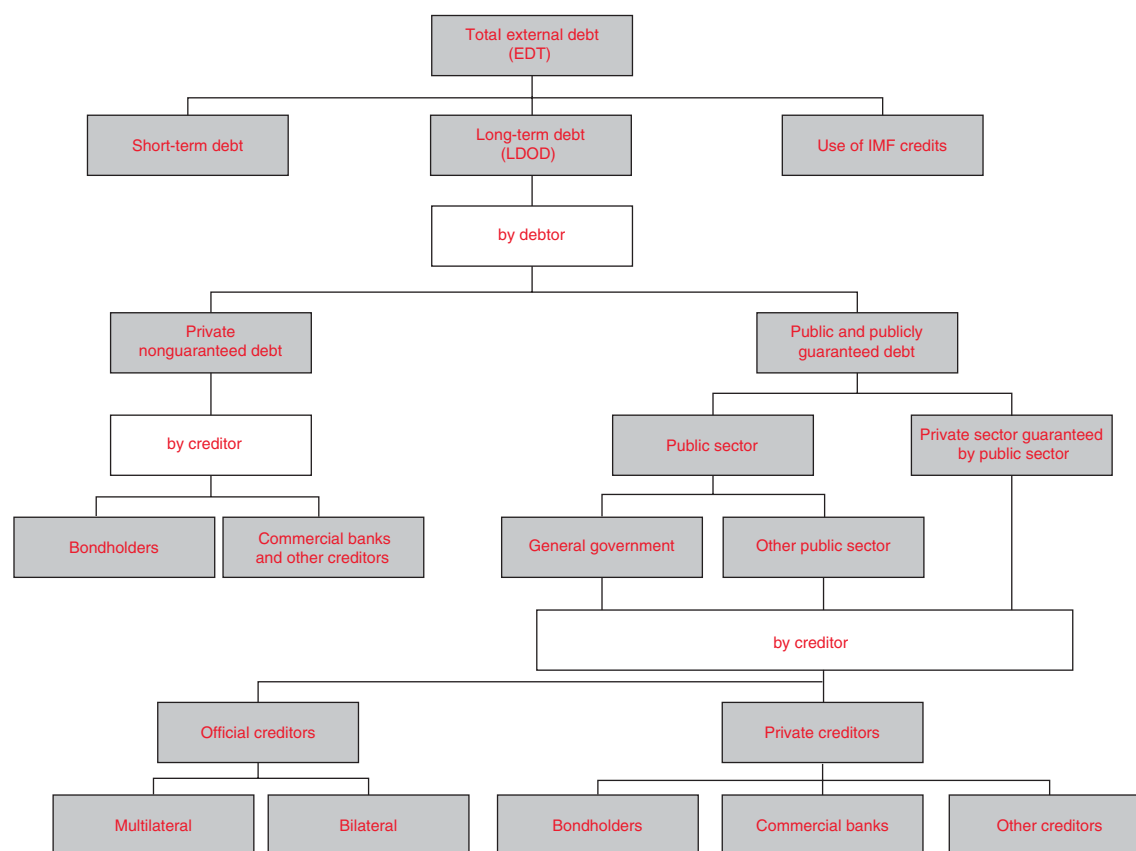 Total external debt
(EDT)
Short-term debt
Long-term debt
(LDOD)
Use of IMF credits
by debtor
Private
nonguaranteed debt
Public and publicly
guaranteed debt
by creditor
Public sector
Private sector guaranteed
by public sector
Bondholders
Commercial banks
and other creditors
General government
Other public sector
by creditor
Official creditors
Private creditors
Multilateral
Bilateral
Bondholders
Commercial banks
Other creditors